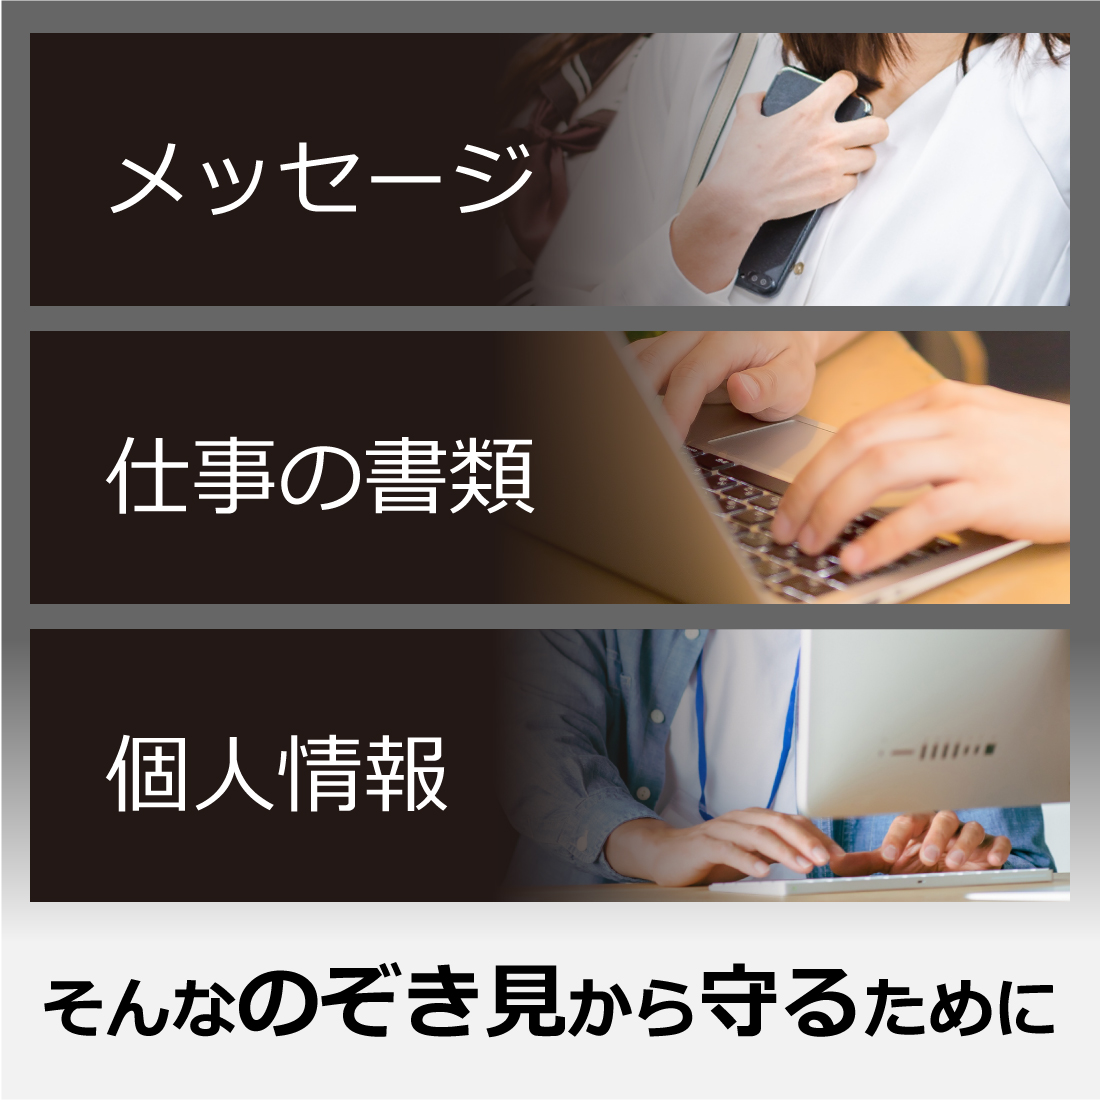 メッセージ
仕事の書類
個人情報
そんなのぞき見から守るために